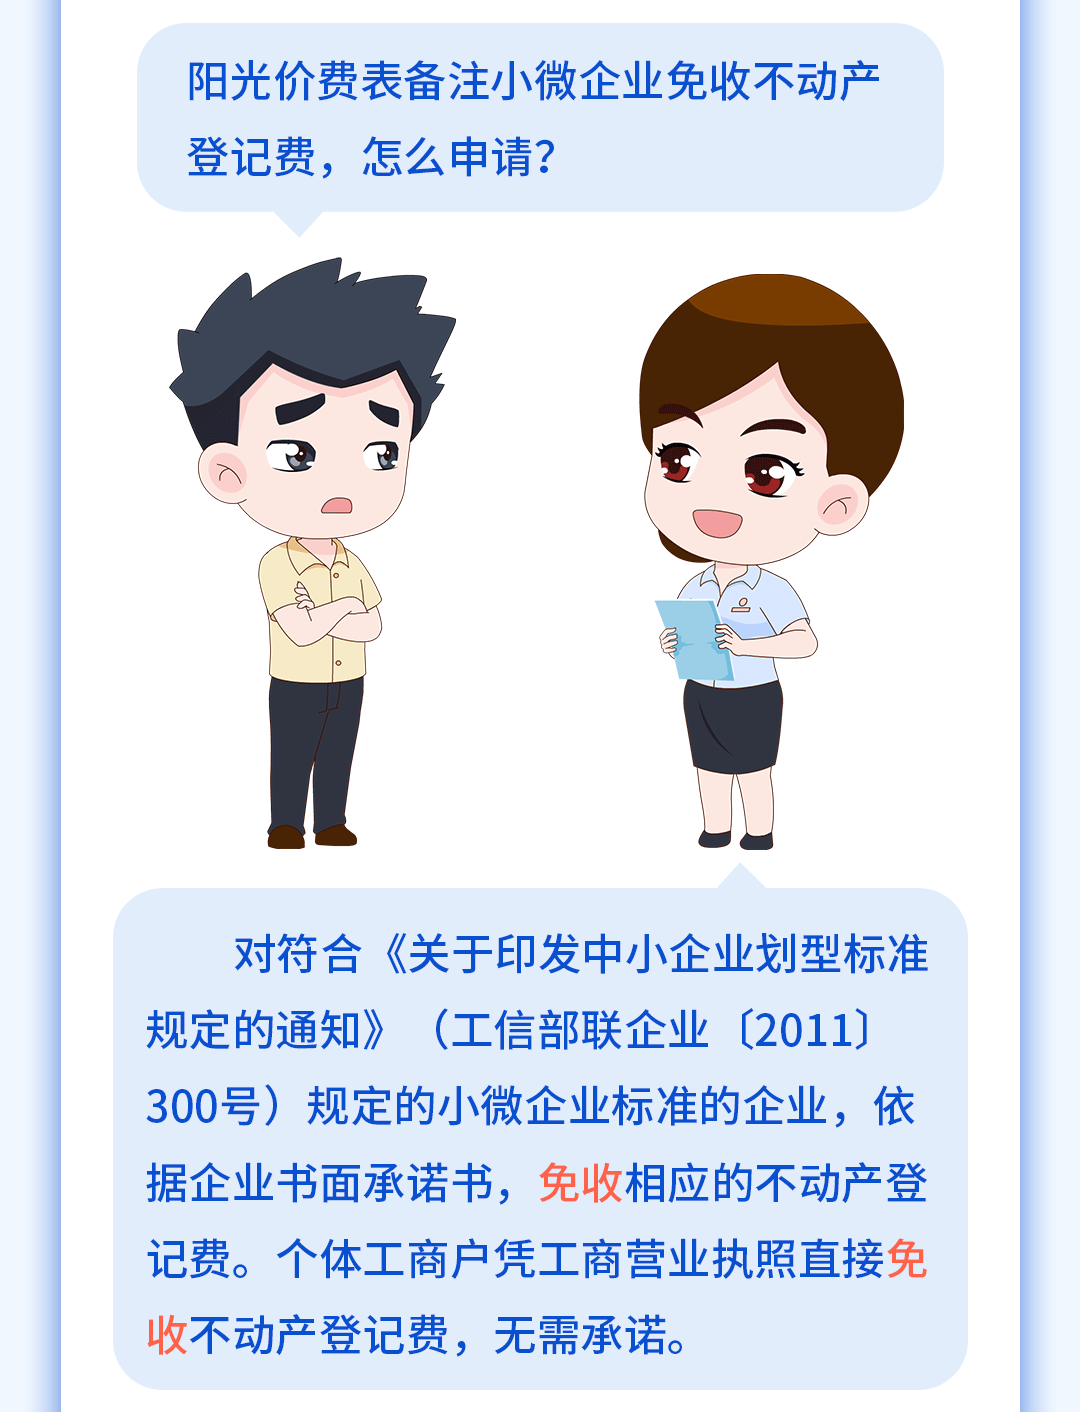 阳光价费表备注小微企业免收不动产
登记费，怎么申请？
对符合《关于印发中小企业划型标准
规定的通知》（工信部联企业〔2011〕
300号）规定的小微企业标准的企业，依
据企业书面承诺书，免收相应的不动产登
记费。个体工商户凭工商营业执照直接免
收不动产登记费，无需承诺。